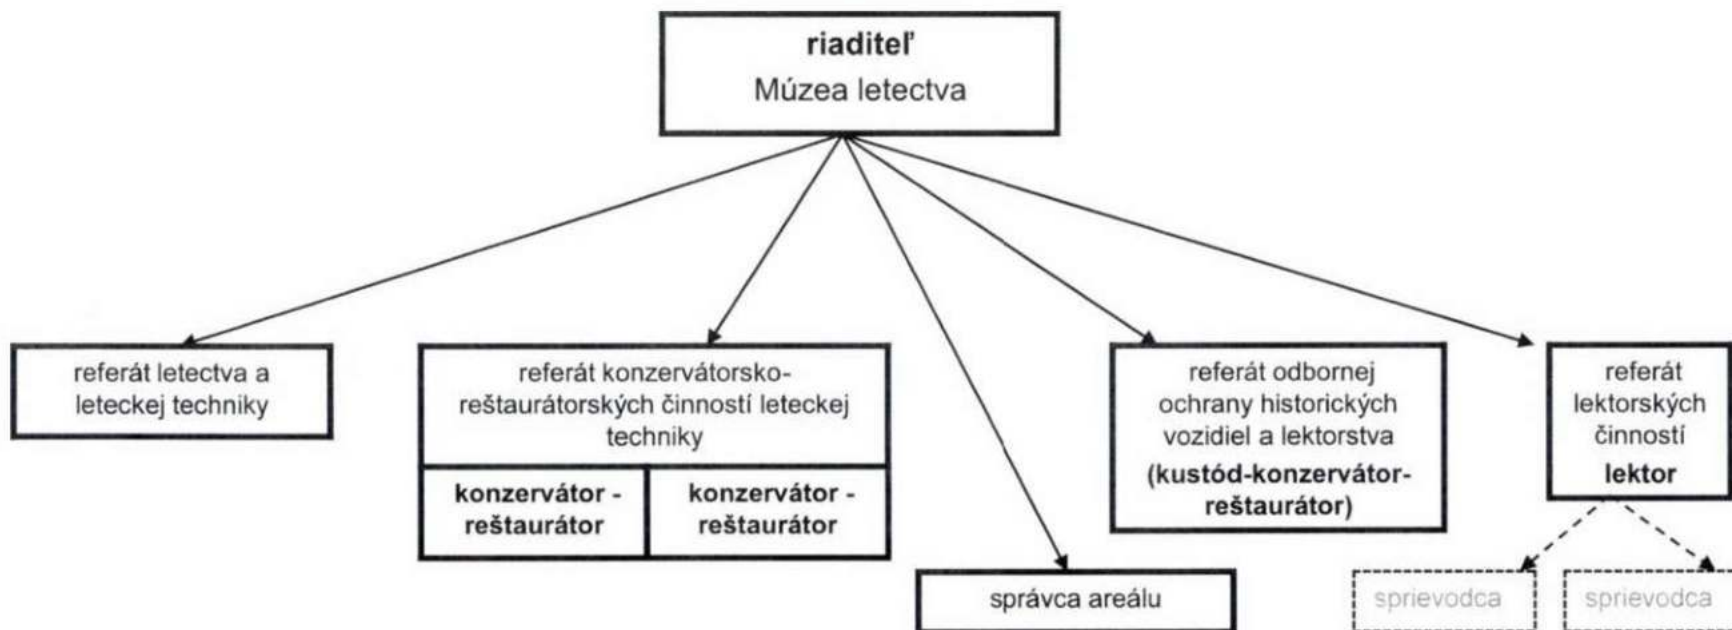 riaditeľ
Múzea letectva
referát letectva a
leteckej techniky
referát konzervátorsko-
reštaurátorských činností leteckej
techniky
konzervátor -
reštaurátor
konzervátor -
reštaurátor
referát odbornej
ochrany historických
vozidiel a lektorstva
(kustód-konzervátor-
reštaurátor)
referát
lektorských
činností
lektor
správca areálu
sprievodca
sprievodca